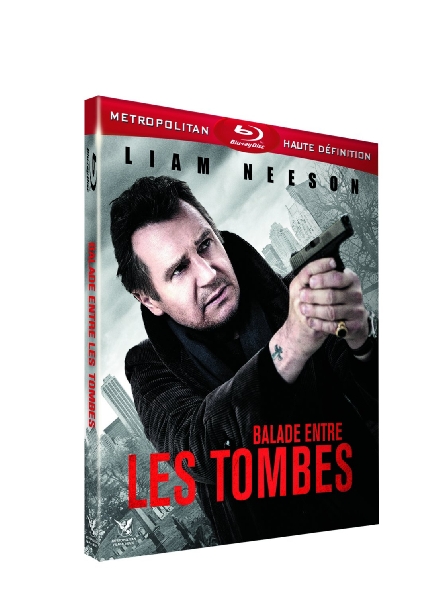 METROPOLITAN
Blu-ray Disc
HAUTE DÉFINITION
LIAM NEESON
BALADE ENTRE
LES TOMBES
BALADE ENTRE LES TOMBES